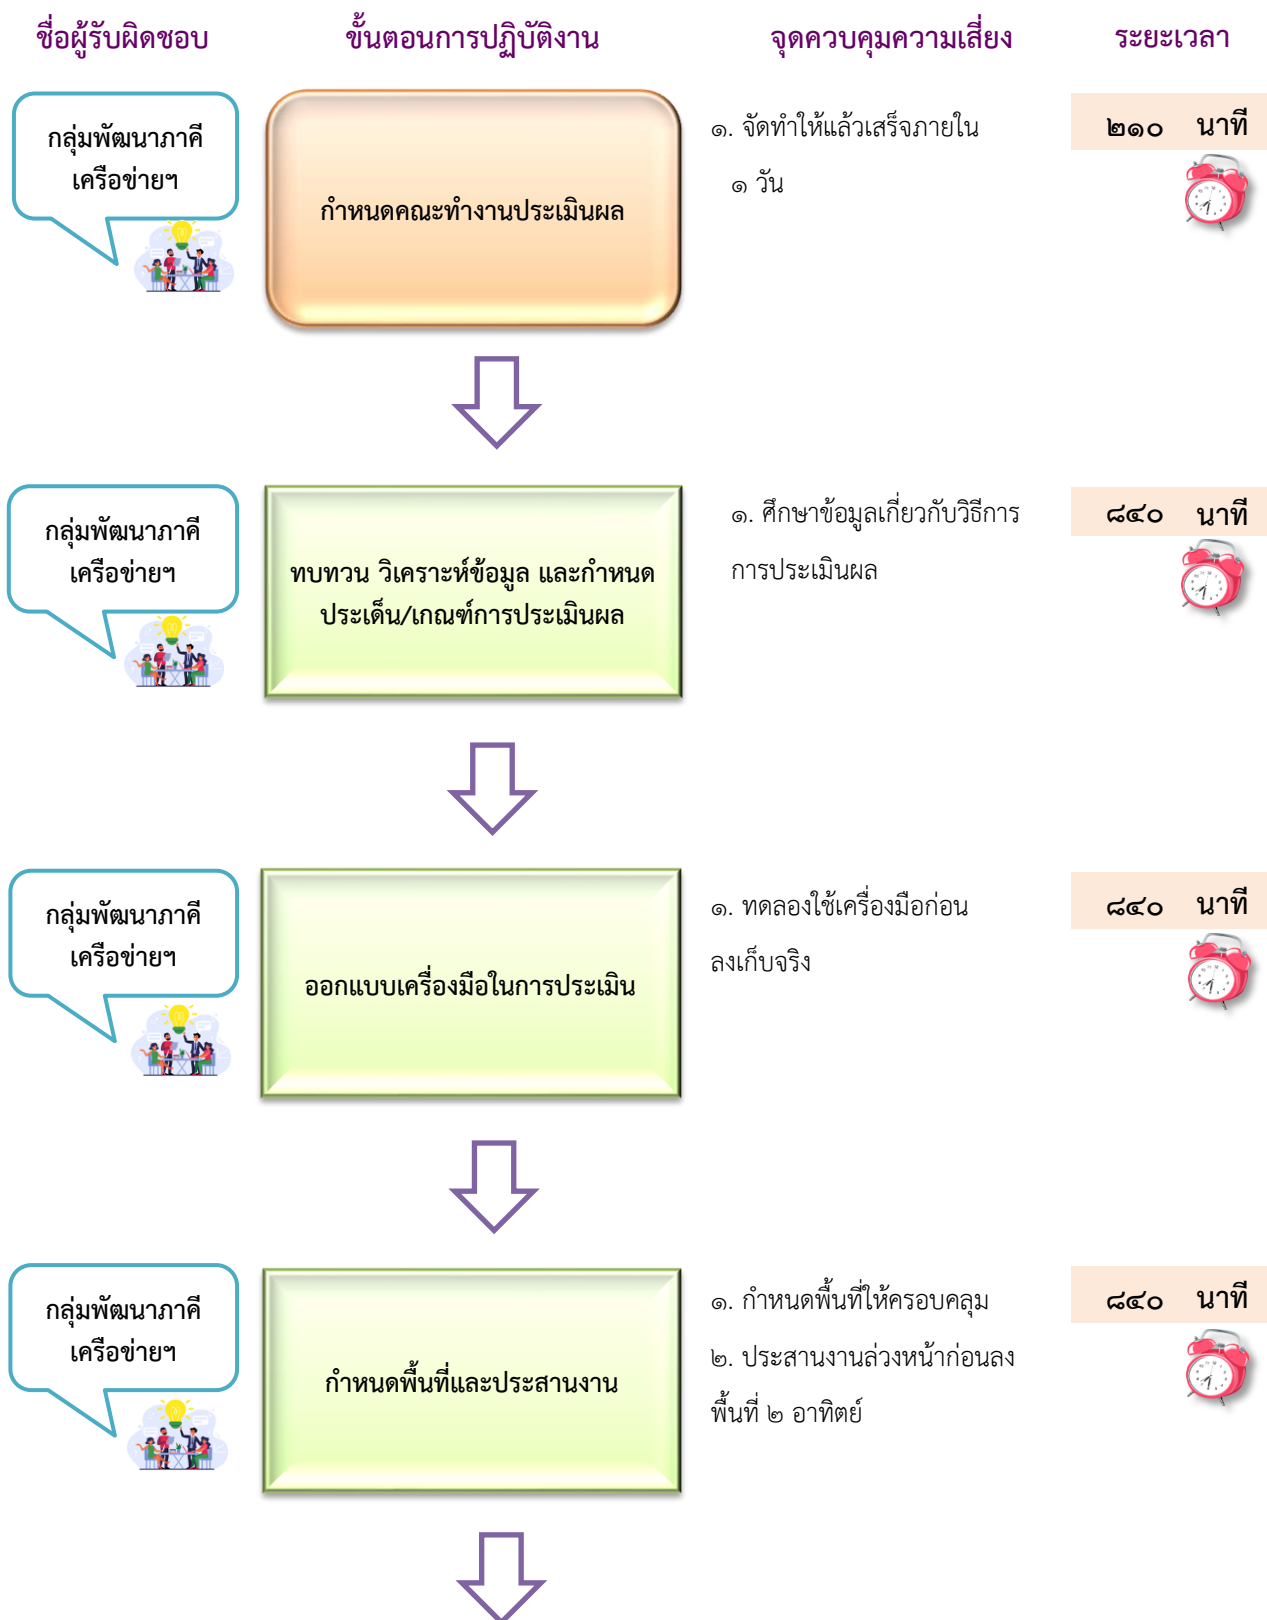 ชื่อผู้รับผิดชอบ ขั้นตอนการปฏิบัติงาน จุดควบคุมความเสี่ยง ระยะเวลา
กลุ่มพัฒนาภาคี
เครือข่ายฯ
กำหนดคณะทำงานประเมินผล
๑. จัดทำให้แล้วเสร็จภายใน
๑ วัน
๒๑๐ นาที
กลุ่มพัฒนาภาคี
เครือข่ายฯ
ทบทวน วิเคราะห์ข้อมูล และกำหนด
ประเด็น/เกณฑ์การประเมินผล
๑. ศึกษาข้อมูลเกี่ยวกับวิธีการ
การประเมินผล
๘๔๐ นาที
กลุ่มพัฒนาภาคี
เครือข่ายฯ
ออกแบบเครื่องมือในการประเมิน
๑. ทดลองใช้เครื่องมือก่อน
ลงเก็บจริง
๘๔๐ นาที
กลุ่มพัฒนาภาคี
เครือข่ายฯ
กำหนดพื้นที่และประสานงาน
๑. กำหนดพื้นที่ให้ครอบคลุม
๒. ประสานงานล่วงหน้าก่อนลง
พื้นที่ ๒ อาทิตย์
๘๔๐ นาที